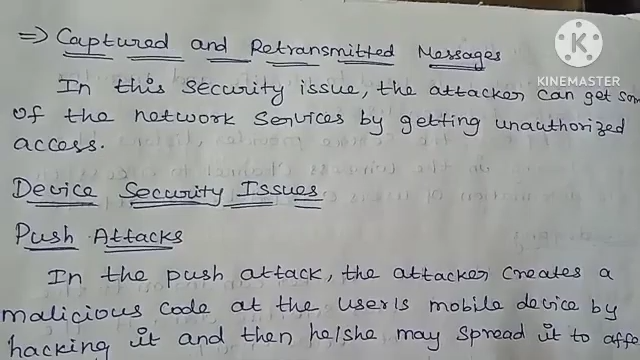 ⇒ Captured and Retransmitted Messages
KINEMASTER
In this security issue, the attacker can get som
of the network services by getting unauthorized
access.
Device Security Issues
Push Attacks
In the push attack, the attacker creates a
malicious code at the user's mobile device by
hacking it and then he/she may spread it to affe